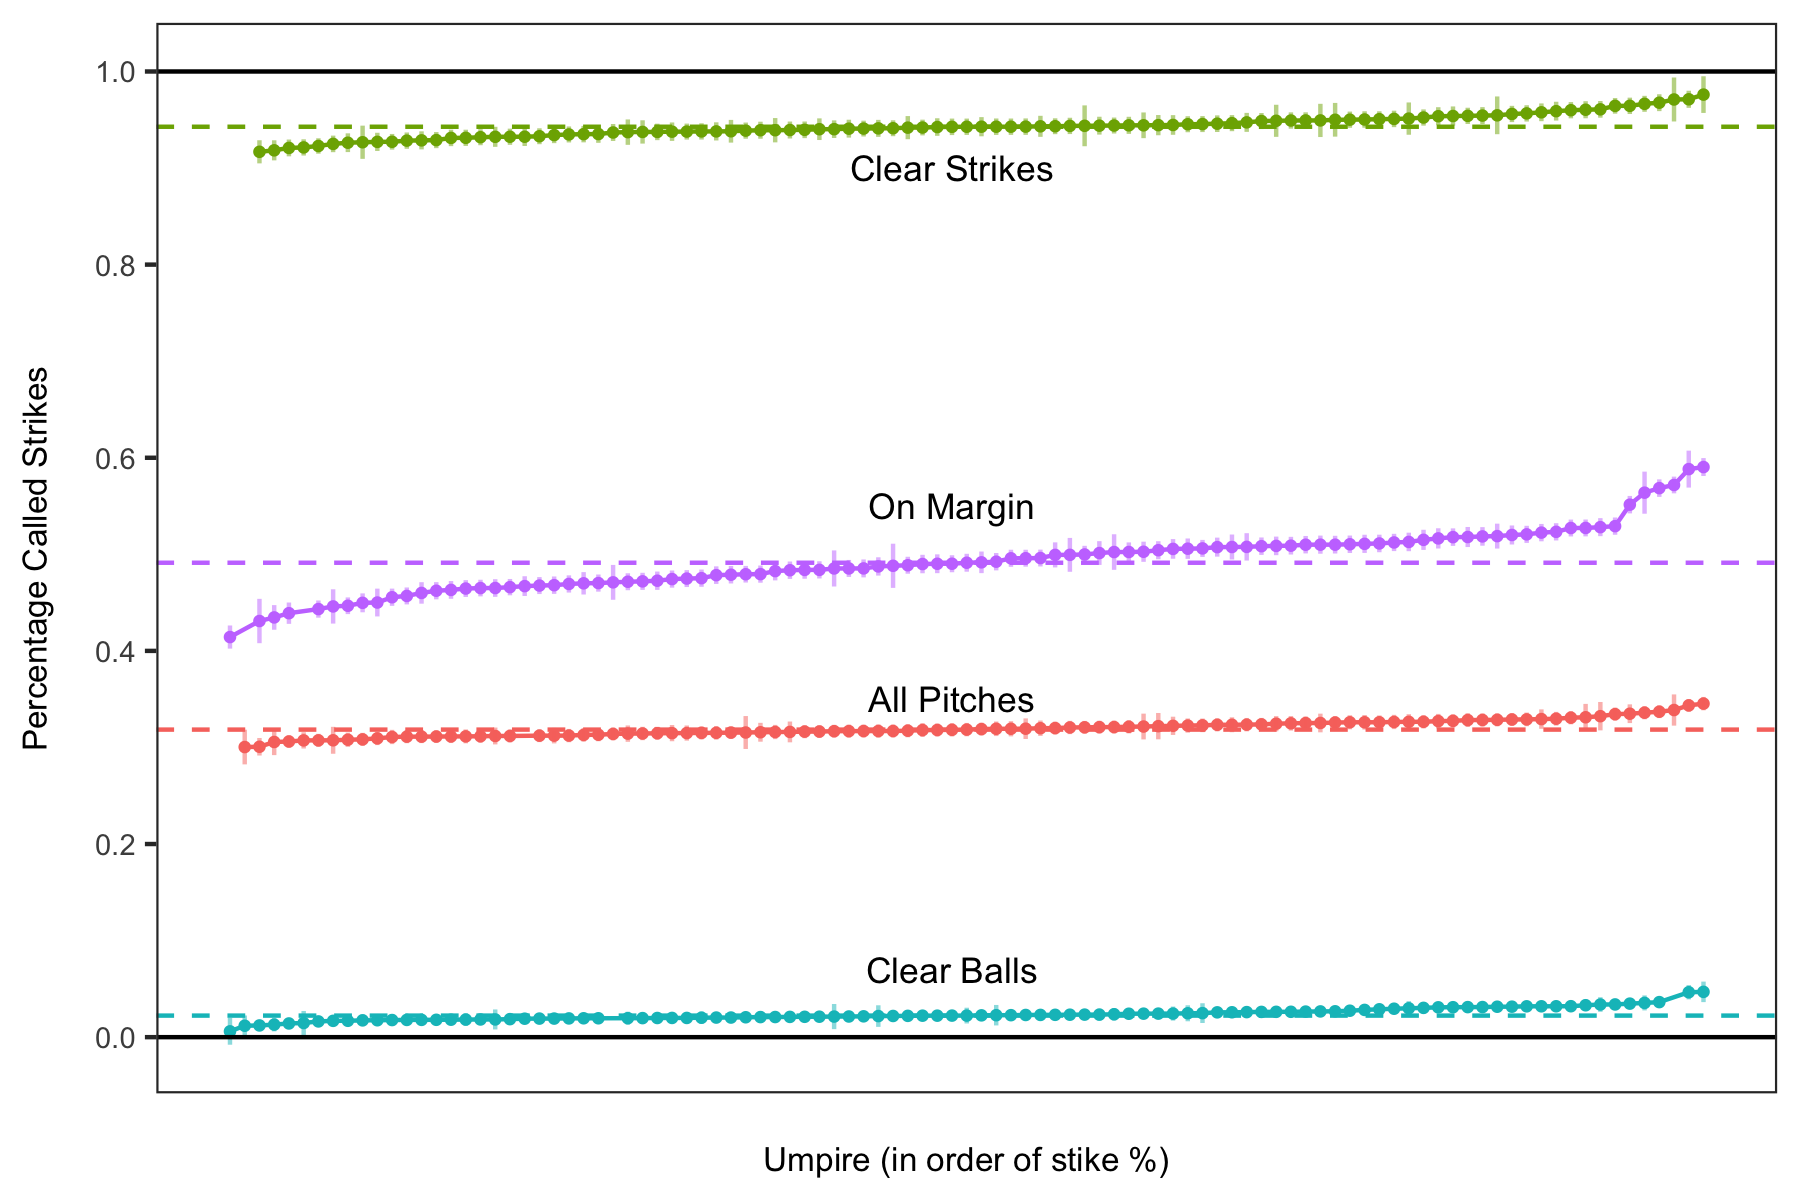 1.0
Clear Strikes
0.8
0.6
On Margin
Percentage Called Strikes
0.4
All Pitches
0.2
Clear Balls
0.0
Umpire (in order of stike %)